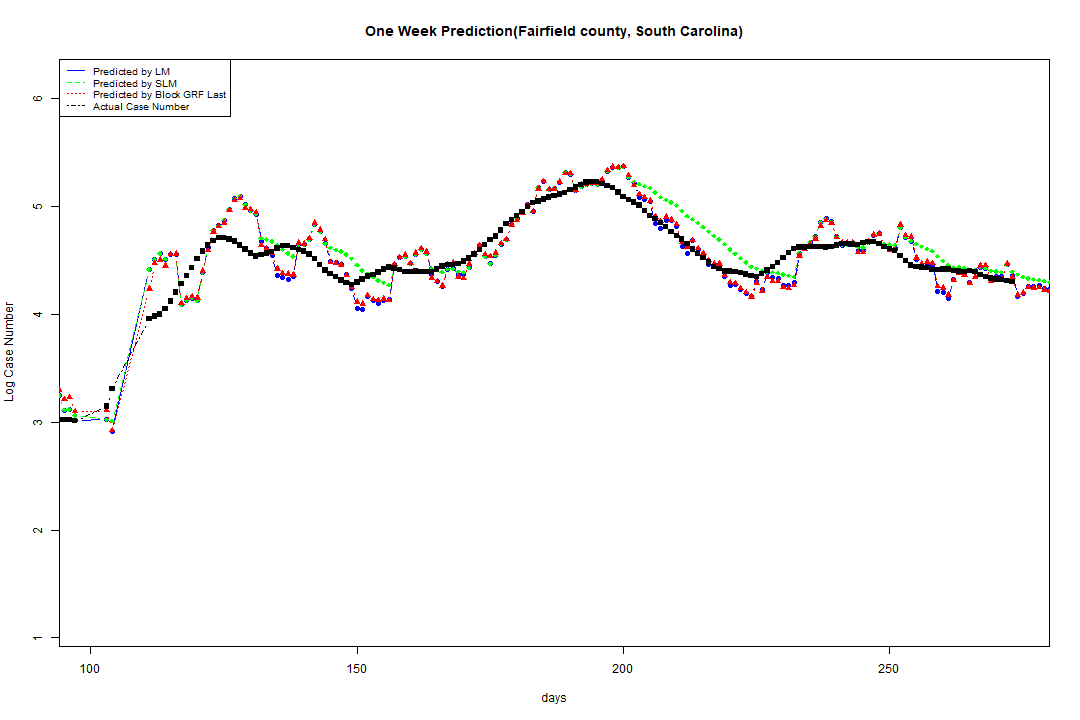 One Week Prediction(Fairfield county, South Carolina)
Predicted by LM
Predicted by SLM
Predicted by Block GRF Last
Actual Case Number
6
5
4
3
2
1
Log Case Number
100 150 200 250
days